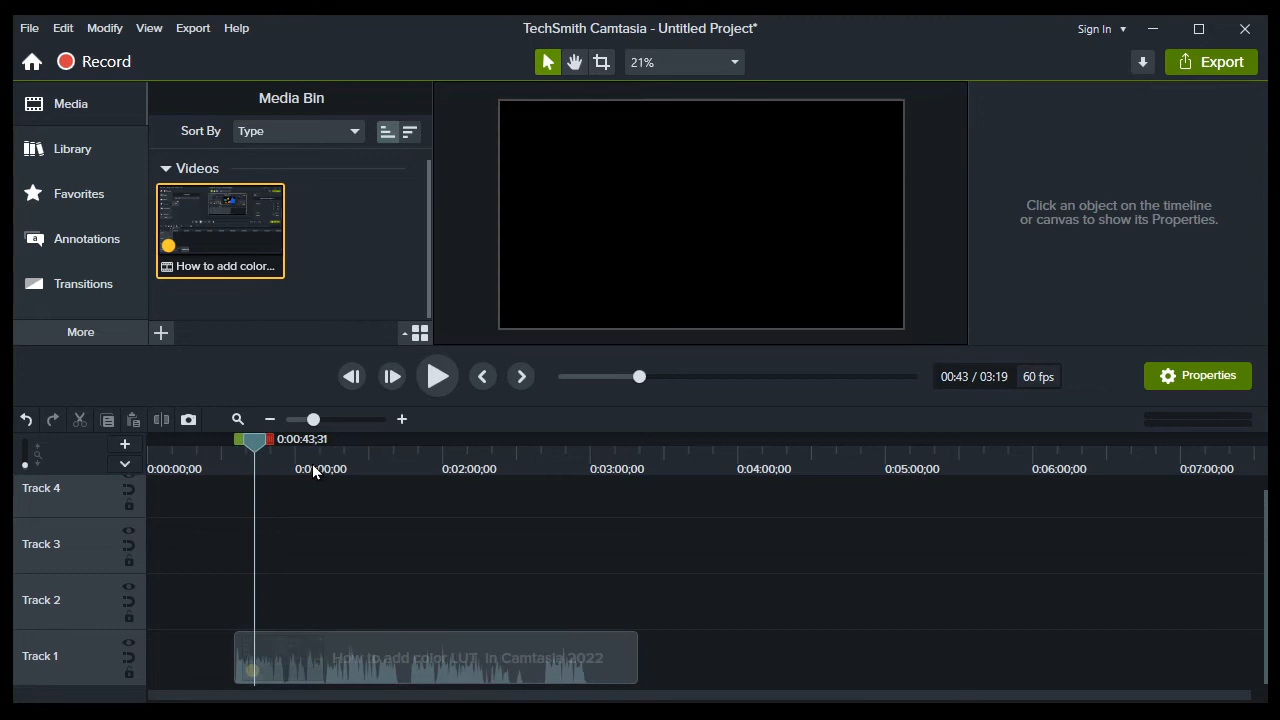 File Edit Modify View Export Help
TechSmith Camtasia - Untitled Project*
Sign In
Record
21%
Export
Media
Library
Favorites
Annotations
Transitions
More
Media Bin
Sort By Type
Videos
How to add color...
Click an object on the timeline
or canvas to show its Properties.
00:43 / 03:19 60 fps
Properties
0:00:43;31
0:00:00;00 0:01:00;00 0:02:00;00 0:03:00;00 0:04:00;00 0:05:00;00 0:06:00;00 0:07:00;00
Track 4
Track 3
Track 2
Track 1
How to add color LUT in Camtasia 2022